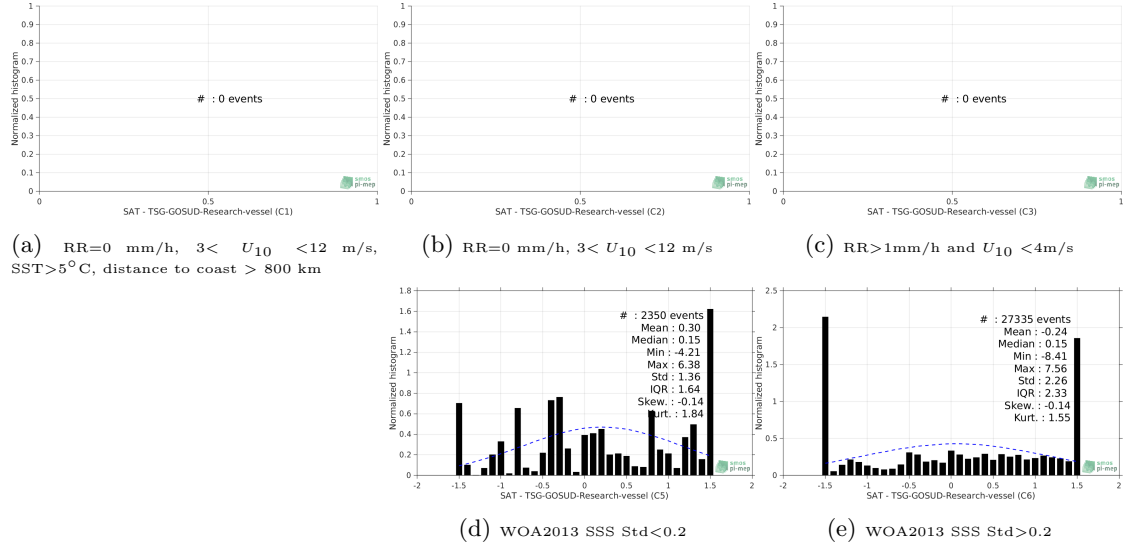 1
0.9
0.8
0.7
0.6
0.5
0.4
0.3
0.2
0.1
0
Normalized histogram
# : 0 events
smos
pi-mep
0 0.5 1
SAT - TSG-GOSUD-Research-vessel (C1)
(a) RR=0 mm/h, 3< U10 <12 m/s,
SST>5°C, distance to coast > 800 km
1
0.9
0.8
0.7
0.6
0.5
0.4
0.3
0.2
0.1
0
Normalized histogram
# : 0 events
smos
pi-mep
0 0.5 1
SAT - TSG-GOSUD-Research-vessel (C2)
(b) RR=0 mm/h, 3< U10 <12 m/s
1
0.9
0.8
0.7
0.6
0.5
0.4
0.3
0.2
0.1
0
Normalized histogram
# : 0 events
smos
pi-mep
0 0.5 1
SAT - TSG-GOSUD-Research-vessel (C3)
(c) RR>1mm/h and U10 <4m/s
1.8
1.6
1.4
1.2
1
0.8
0.6
0.4
0.2
0
Normalized histogram
# : 2350 events
Mean : 0.30
Median : 0.15
Min : -4.21
Max : 6.38
Std : 1.36
IQR : 1.64
Skew. : -0.14
Kurt. : 1.84
smos
pi-mep
-2 -1.5 -1 -0.5 0 0.5 1 1.5 2
SAT - TSG-GOSUD-Research-vessel (C5)
(d) WOA2013 SSS Std<0.2
2.5
2
1.5
1
0.5
0
Normalized histogram
# : 27335 events
Mean : -0.24
Median : 0.15
Min : -8.41
Max : 7.56
Std : 2.26
IQR : 2.33
Skew. : -0.14
Kurt. : 1.55
smos
pi-mep
-2 -1.5 -1 -0.5 0 0.5 1 1.5 2
SAT - TSG-GOSUD-Research-vessel (C6)
(e) WOA2013 SSS Std>0.2